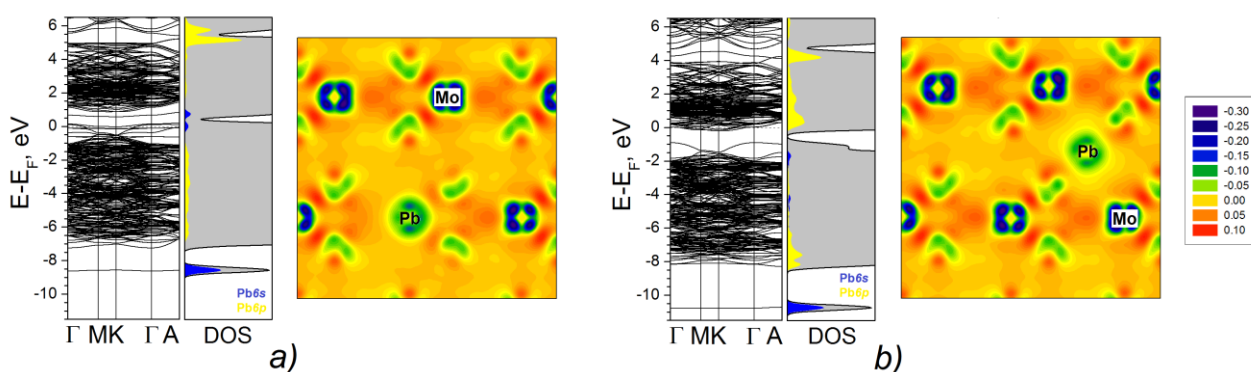 6
4
2
0
-2
-4
-6
-8
-10
E-E_F, eV
Pb6s
Pb6p
Γ MK Γ A DOS
Mo
Pb
a)
6
4
2
0
-2
-4
-6
-8
-10
E-E_F, eV
Pb6s
Pb6p
Γ MK Γ A DOS
Pb
Mo
b)
-0.30
-0.25
-0.20
-0.15
-0.10
-0.05
0.00
0.05
0.10